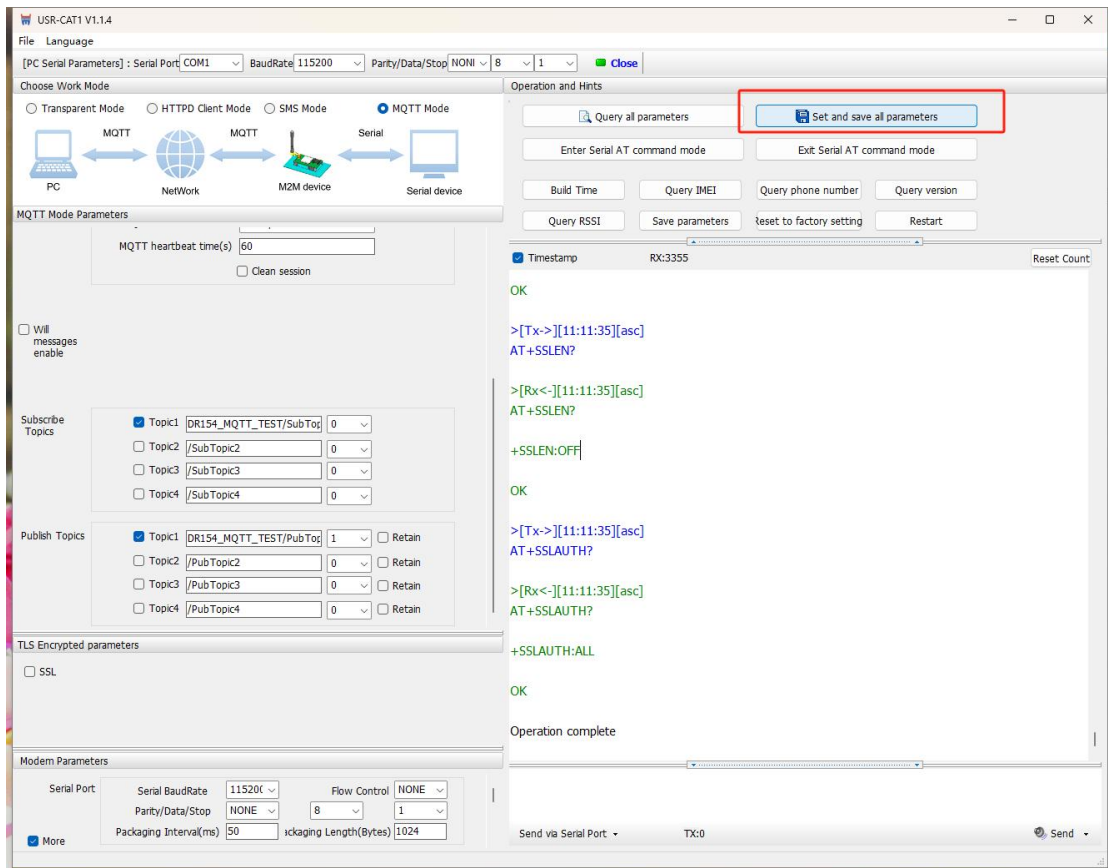 USR-CAT1 V1.1.4
File Language
[PC Serial Parameters] : Serial Port COM1 BaudRate 115200 Parity/Data/Stop NONI 8 1 Close
Choose Work Mode
Transparent Mode HTTPD Client Mode SMS Mode MQTT Mode
MQTT MQTT Serial
PC NetWork M2M device Serial device
MQTT Mode Parameters
MQTT heartbeat time(s) 60
Clean session
Will
messages
enable
Subscribe
Topics
Topic1 DR154_MQTT_TEST/SubTop 0
Topic2 /SubTopic2 0
Topic3 /SubTopic3 0
Topic4 /SubTopic4 0
Publish Topics
Topic1 DR154_MQTT_TEST/PubTop 1 Retain
Topic2 /PubTopic2 0 Retain
Topic3 /PubTopic3 0 Retain
Topic4 /PubTopic4 0 Retain
TLS Encrypted parameters
SSL
Modem Parameters
Serial Port Serial BaudRate 11520( Flow Control NONE
Parity/Data/Stop NONE 8 1
Packaging Interval(ms) 50 ackaging Length(Bytes) 1024
More
Operation and Hints
Query all parameters Set and save all parameters
Enter Serial AT command mode Exit Serial AT command mode
Build Time Query IMEI Query phone number Query version
Query RSSI Save parameters Reset to factory setting Restart
Timestamp RX:3355 Reset Count
OK
>[Tx->][11:11:35][asc]
AT+SSLEN?
>[Rx<-][11:11:35][asc]
AT+SSLEN?
+SSLEN:OFF
OK
>[Tx->][11:11:35][asc]
AT+SSLAUTH?
>[Rx<-][11:11:35][asc]
AT+SSLAUTH?
+SSLAUTH:ALL
OK
Operation complete
Send via Serial Port TX:0 Send